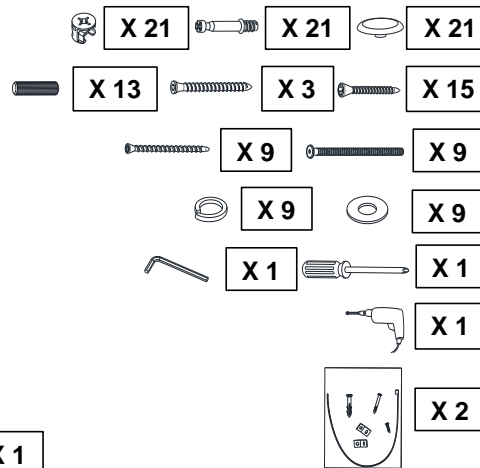 X 21 X 21 X 21
X 13 X 3 X 15
X 9 X 9
X 9 X 9
X 1 X 1
X 1
X 2
X 1